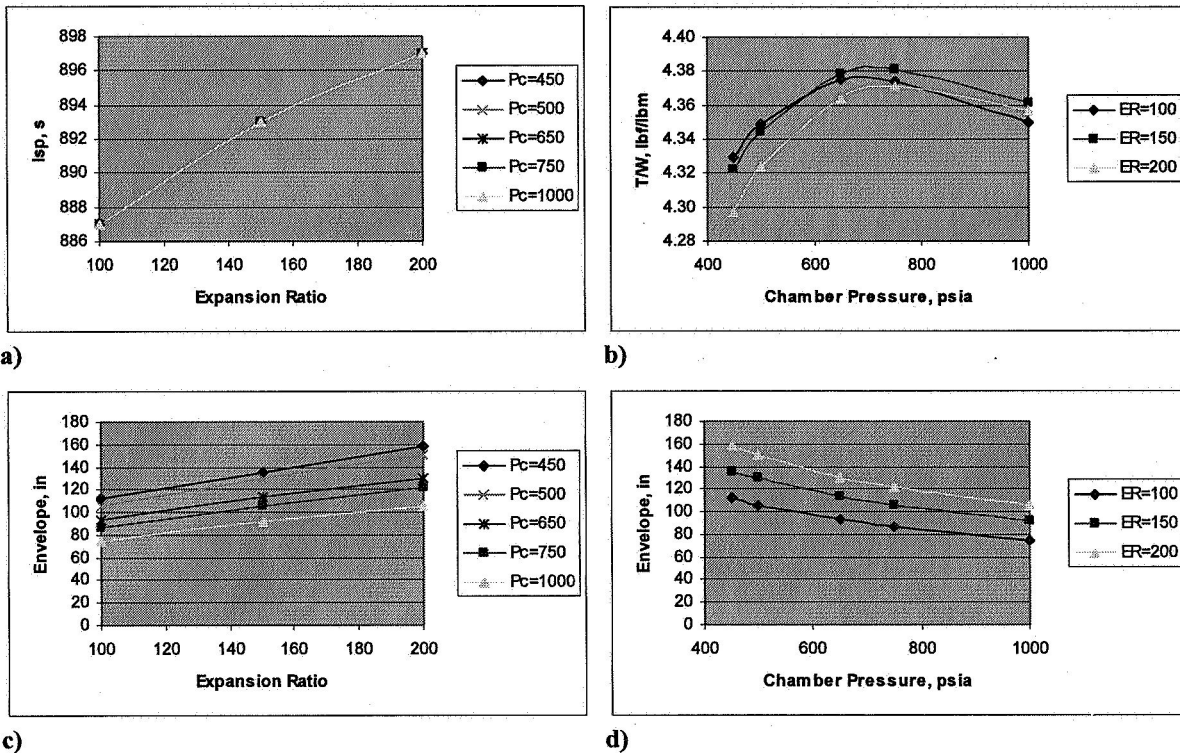 898
896
894
892
890
888
886
Isp, s
100 120 140 160 180 200
Expansion Ratio
Pc=450
Pc=500
Pc=650
Pc=750
Pc=1000
a)
4.40
4.38
4.36
4.34
4.32
4.30
4.28
T/W, lbf/lbm
400 600 800 1000
Chamber Pressure, psia
ER=100
ER=150
ER=200
b)
180
160
140
120
100
80
60
40
20
0
Envelope, in
100 120 140 160 180 200
Expansion Ratio
Pc=450
Pc=500
Pc=650
Pc=750
Pc=1000
c)
180
160
140
120
100
80
60
40
20
0
Envelope, in
400 600 800 1000
Chamber Pressure, psia
ER=100
ER=150
ER=200
d)